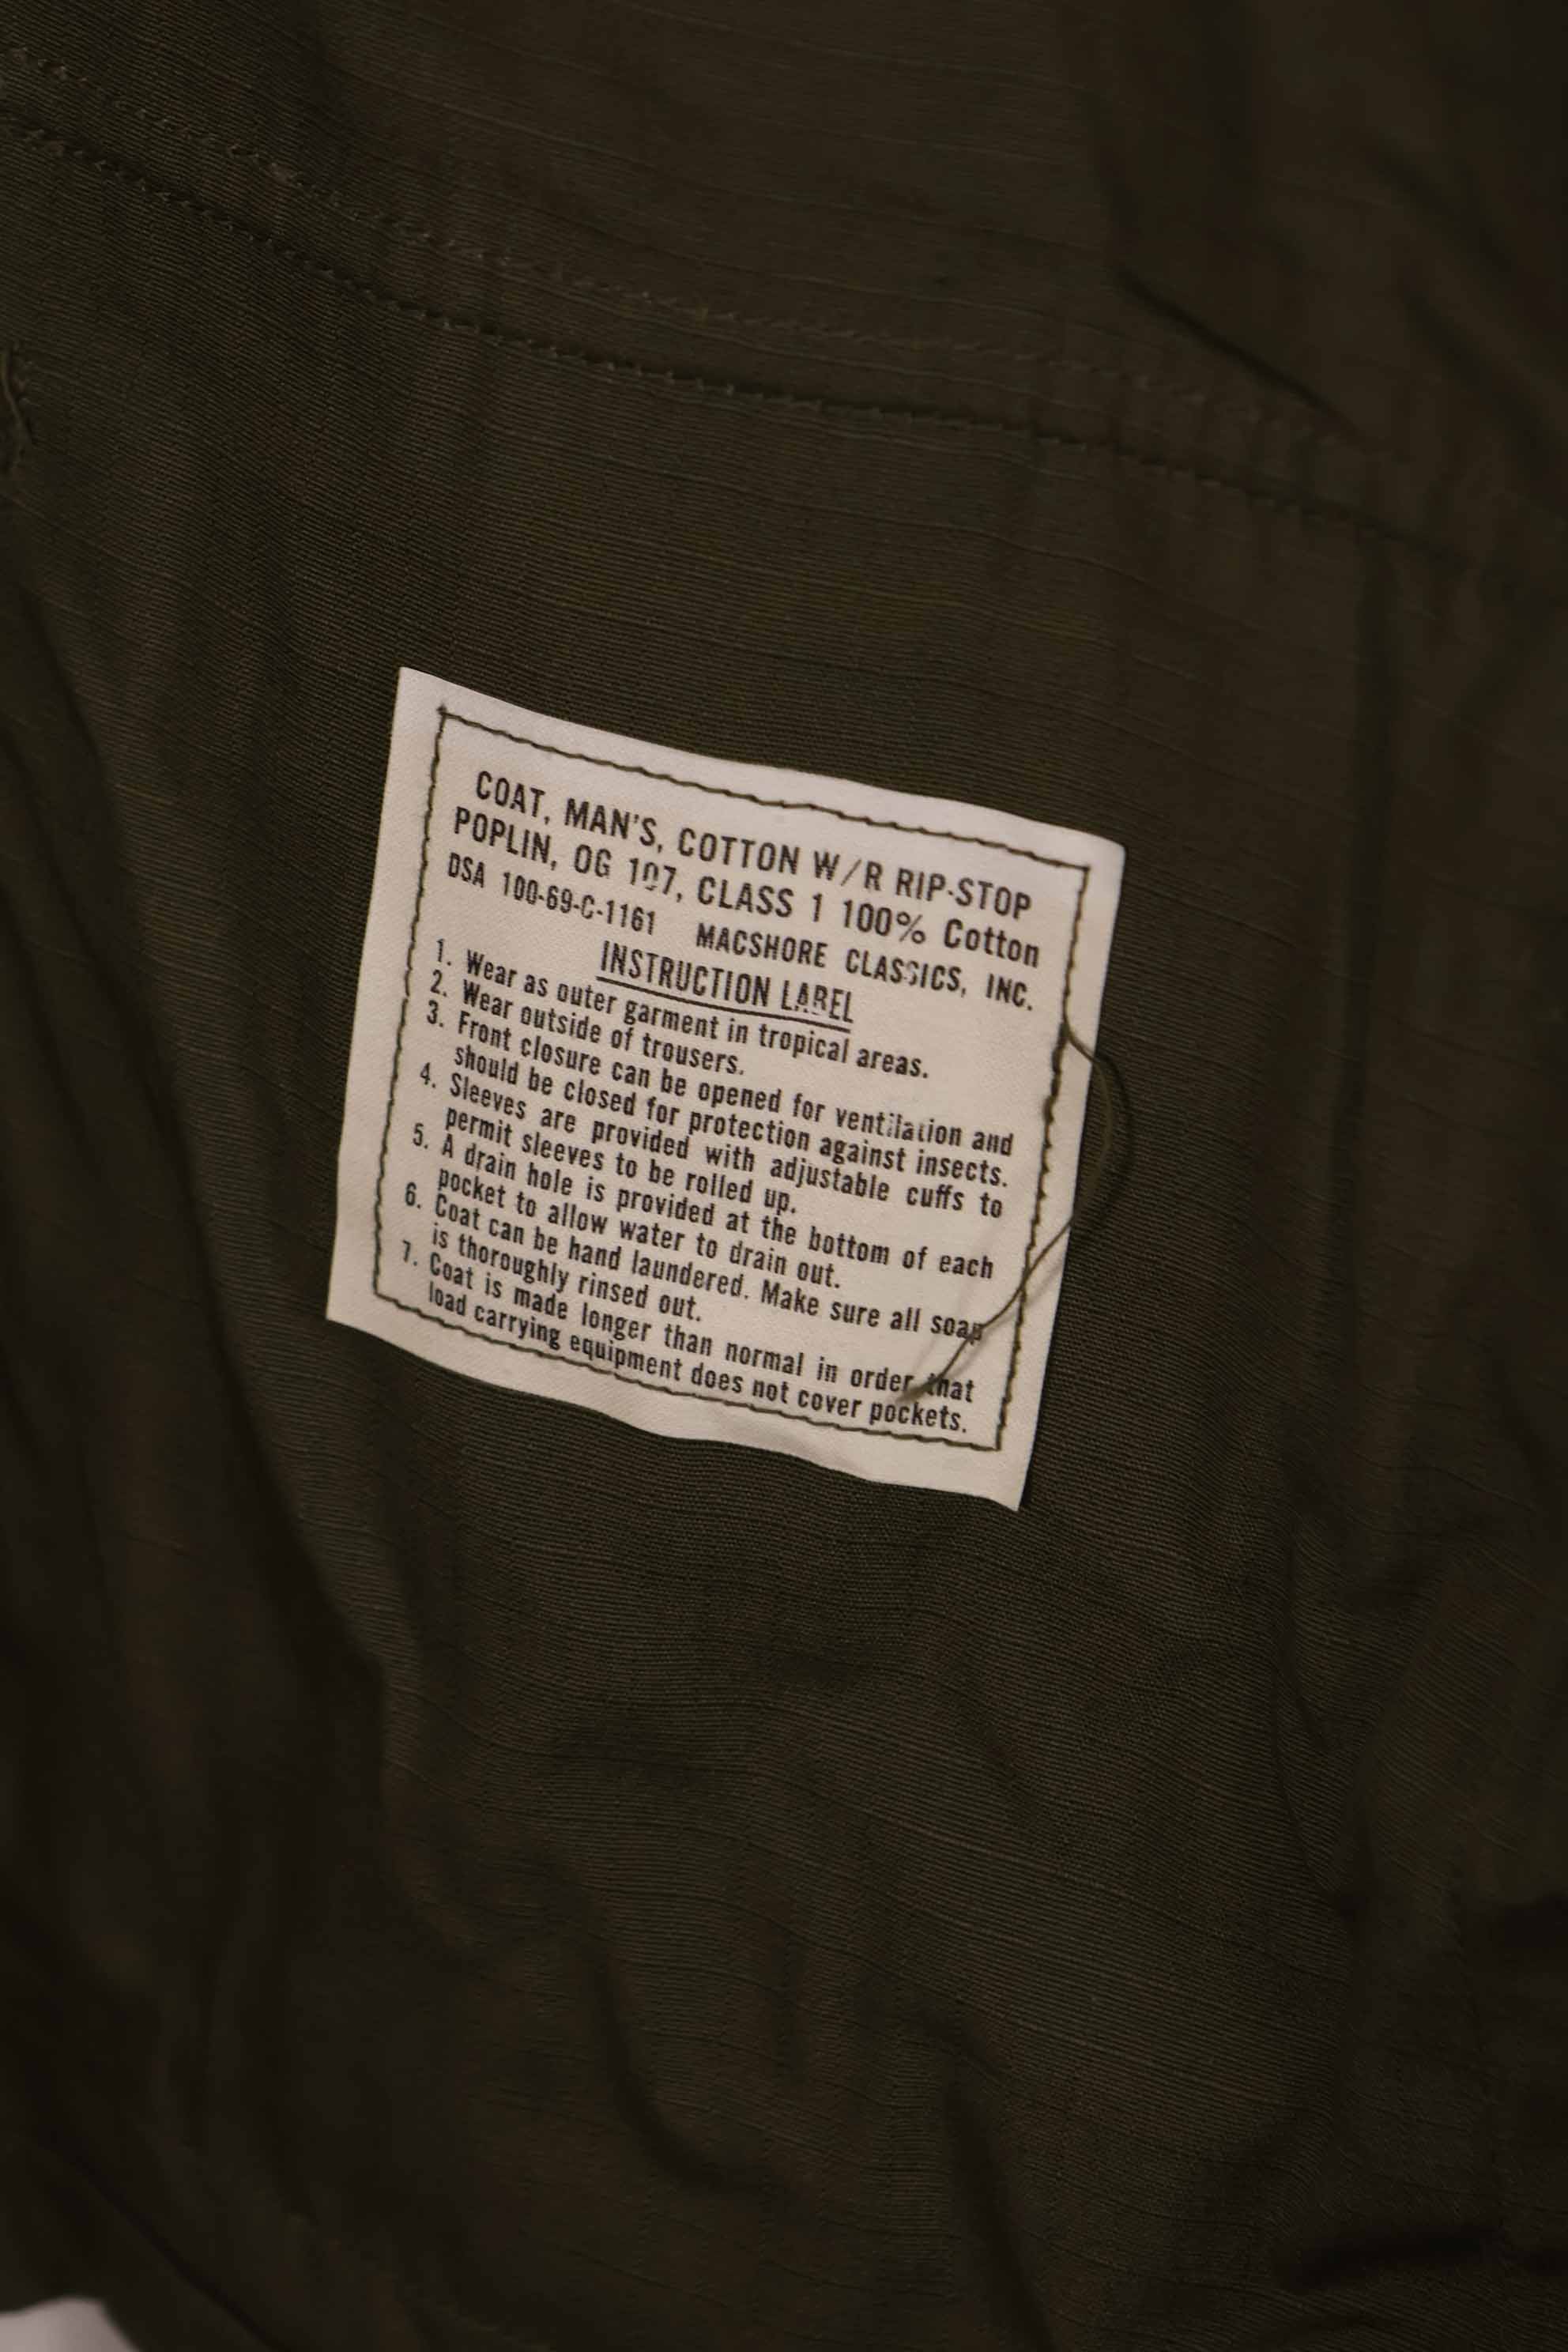 COAT, MAN'S, COTTON W/R RIP-STOP
POPLIN, OG 107, CLASS 1 100% Cotton
DSA 100-69-C-1161 MACSHORE CLASSICS, INC.
INSTRUCTION LABEL
1. Wear as outer garment in tropical areas.
2. Wear outside of trousers.
3. Front closure can be opened for ventilation and
should be closed for protection against insects.
4. Sleeves are provided with adjustable cuffs to
permit sleeves to be rolled up.
5. A drain hole is provided at the bottom of each
pocket to allow water to drain out.
6. Coat can be hand laundered. Make sure all soap
is thoroughly rinsed out.
7. Coat is made longer than normal in order that
load carrying equipment does not cover pockets.